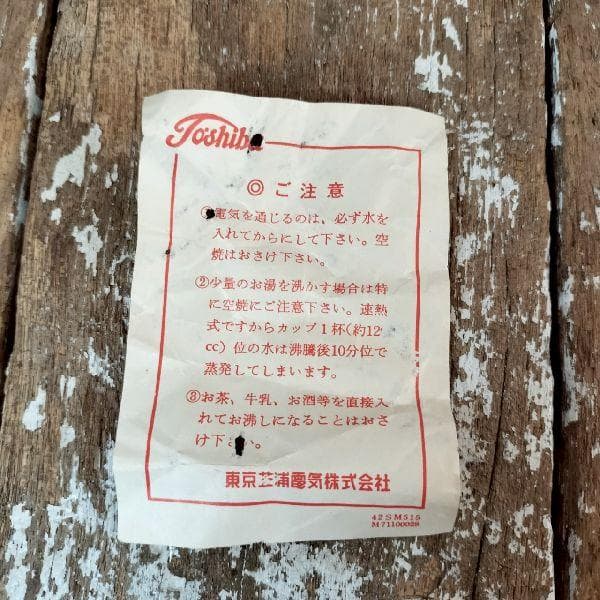 Toshiba
◎ご注意
①電気を通じるのは、必ず水を
入れてからにして下さい。空
焼はおさけ下さい。
②少量のお湯を沸かす場合は特
に空焼にご注意下さい。速熱
式ですからカップ1杯(約12
cc)位の水は沸騰後10分位で
蒸発してしまいます。
③お茶、牛乳、お酒等を直接入
れてお沸しになることはおさ
け下い。
東京芝浦電気株式会社
42SM515
M71100028